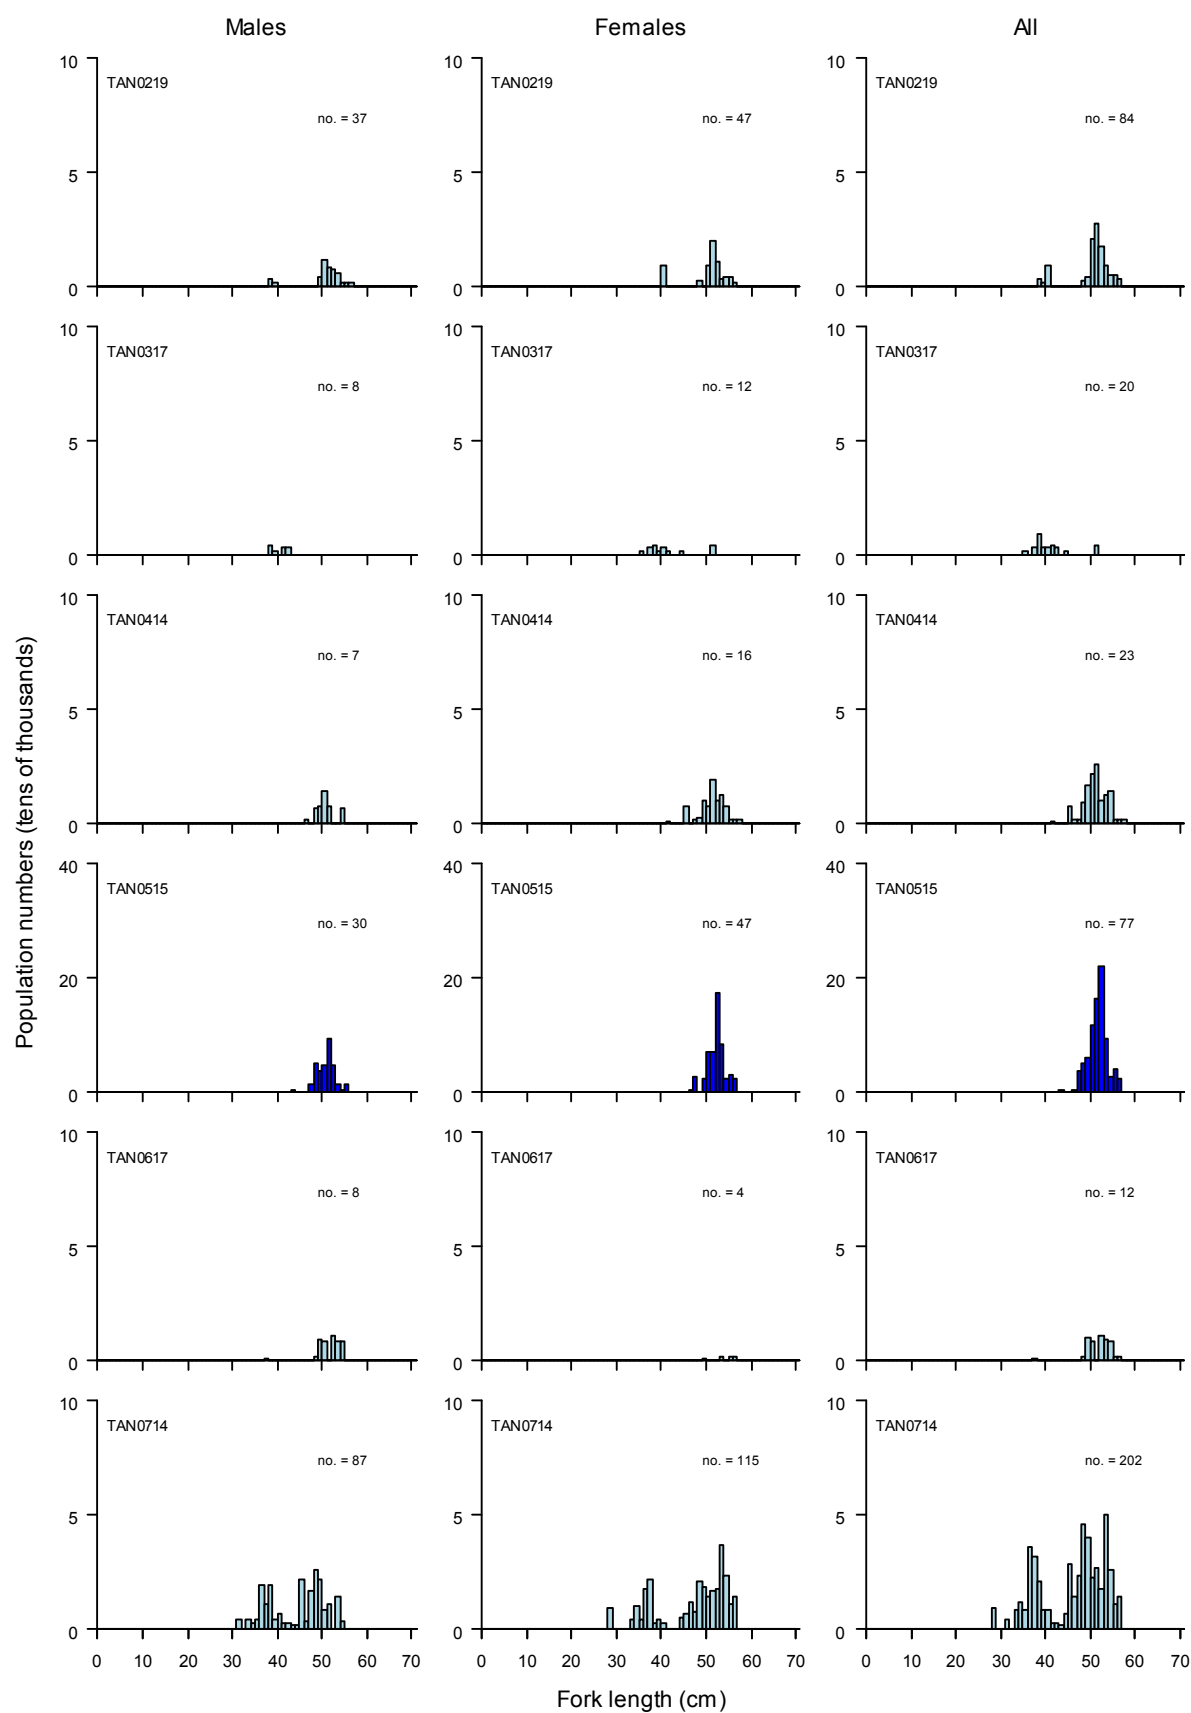 Males Females All
10 10 10
TAN0219 TAN0219 TAN0219
no. = 37 no. = 47 no. = 84
5 5 5
0 0 0
10 10 10
TAN0317 TAN0317 TAN0317
no. = 8 no. = 12 no. = 20
5 5 5
0 0 0
10 10 10
TAN0414 TAN0414 TAN0414
no. = 7 no. = 16 no. = 23
5 5 5
0 0 0
Population numbers (tens of thousands)
40 40 40
TAN0515 TAN0515 TAN0515
no. = 30 no. = 47 no. = 77
20 20 20
0 0 0
10 10 10
TAN0617 TAN0617 TAN0617
no. = 8 no. = 4 no. = 12
5 5 5
0 0 0
10 10 10
TAN0714 TAN0714 TAN0714
no. = 87 no. = 115 no. = 202
5 5 5
0 0 0
0 10 20 30 40 50 60 70 0 10 20 30 40 50 60 70 0 10 20 30 40 50 60 70
Fork length (cm)